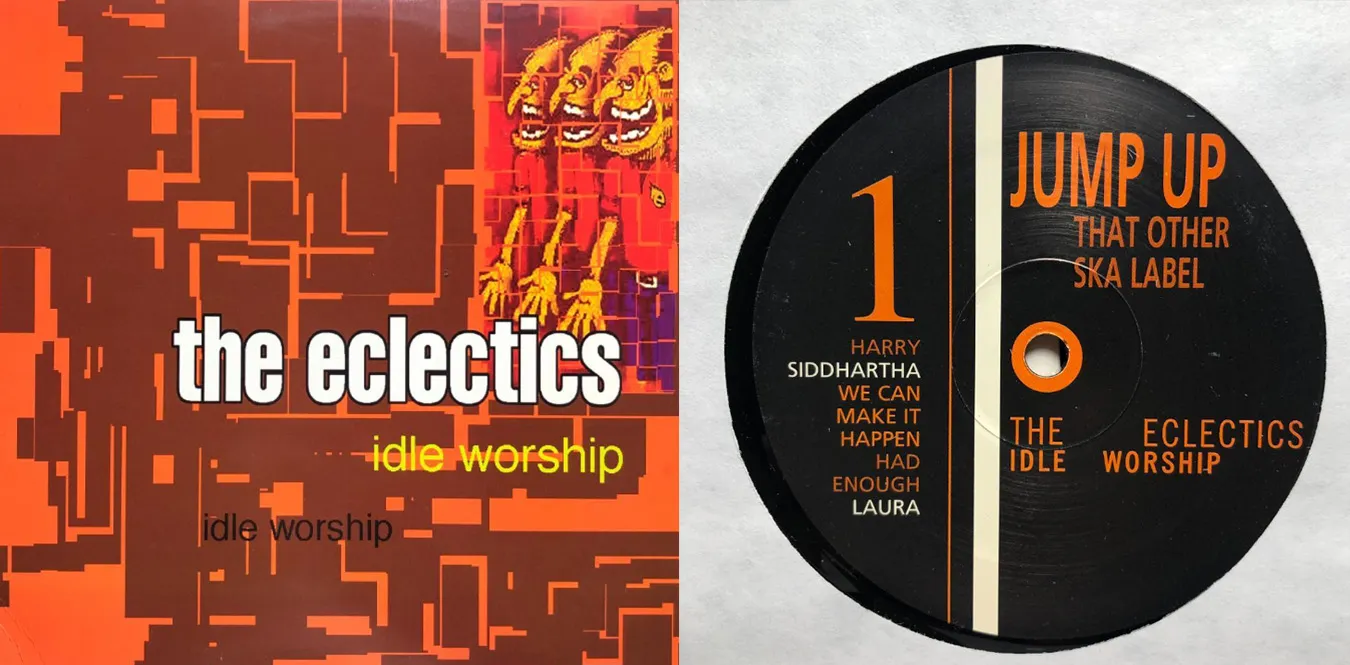 the eclectics
idle worship
idle worship
1
HARRY
SIDDHARTHA
WE CAN
MAKE IT
HAPPEN
HAD
ENOUGH
LAURA
JUMP UP
THAT OTHER
SKA LABEL
THE ECLECTICS
IDLE WORSHIP